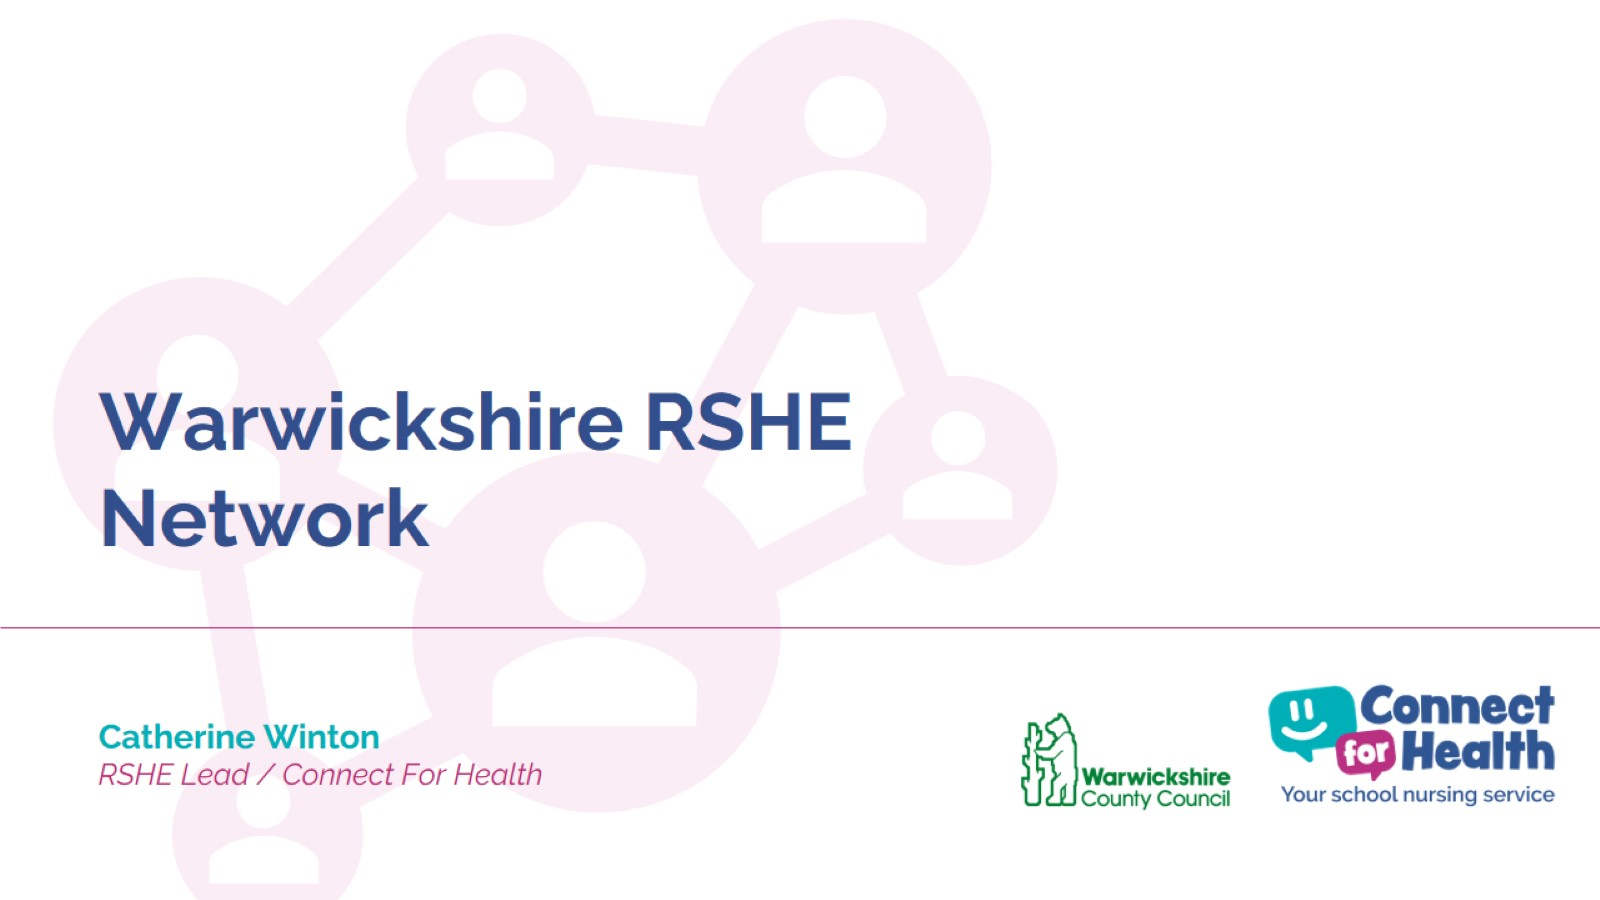 Warwickshire RSHE
Network
Catherine Winton
RSHE Lead / Connect For Health
Warwickshire
County Council
Connect
for Health
Your school nursing service